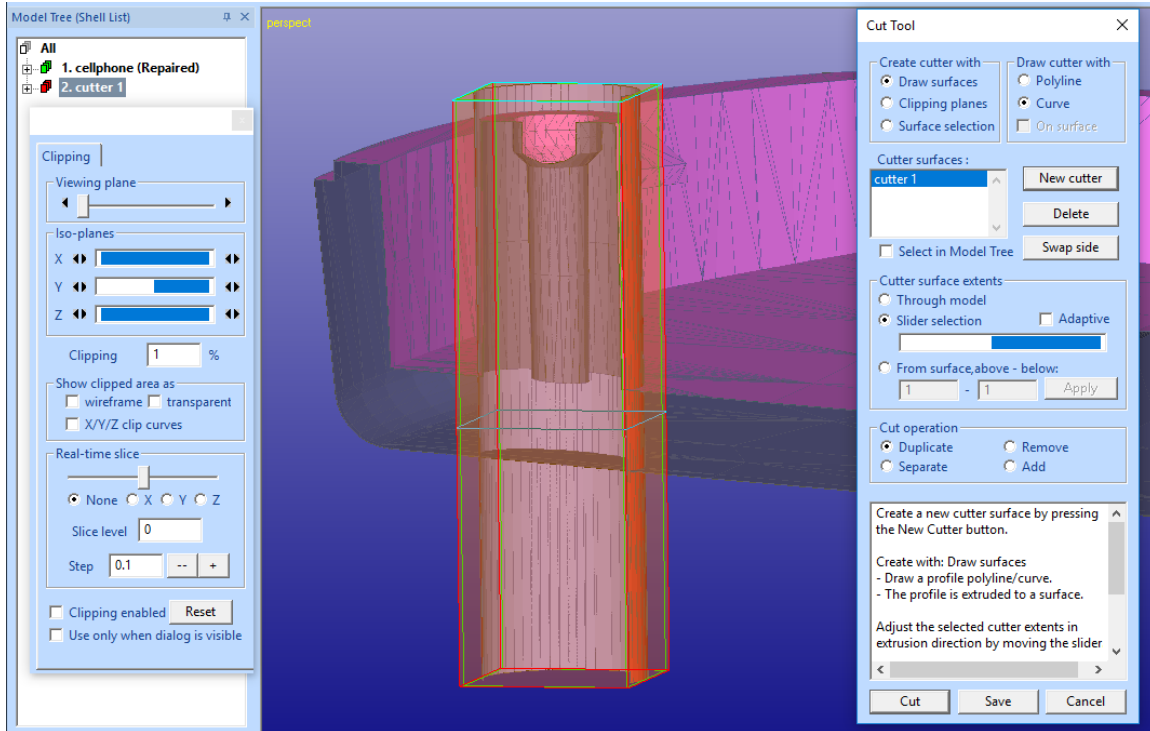 Model Tree (Shell List)
All
1. cellphone (Repaired)
2. cutter 1
Clipping
Viewing plane
Iso-planes
X
Y
Z
Clipping 1 %
Show clipped area as
wireframe transparent
X/Y/Z clip curves
Real-time slice
None X Y Z
Slice level 0
Step 0.1 -- +
Clipping enabled Reset
Use only when dialog is visible
perspect
Cut Tool
Create cutter with
Draw surfaces
Clipping planes
Surface selection
Draw cutter with
Polyline
Curve
On surface
Cutter surfaces :
cutter 1
New cutter
Delete
Select in Model Tree
Swap side
Cutter surface extents
Through model
Slider selection Adaptive
From surface,above - below:
1 - 1 Apply
Cut operation
Duplicate Remove
Separate Add
Create a new cutter surface by pressing
the New Cutter button.
Create with: Draw surfaces
- Draw a profile polyline/curve.
- The profile is extruded to a surface.
Adjust the selected cutter extents in
extrusion direction by moving the slider
Cut Save Cancel